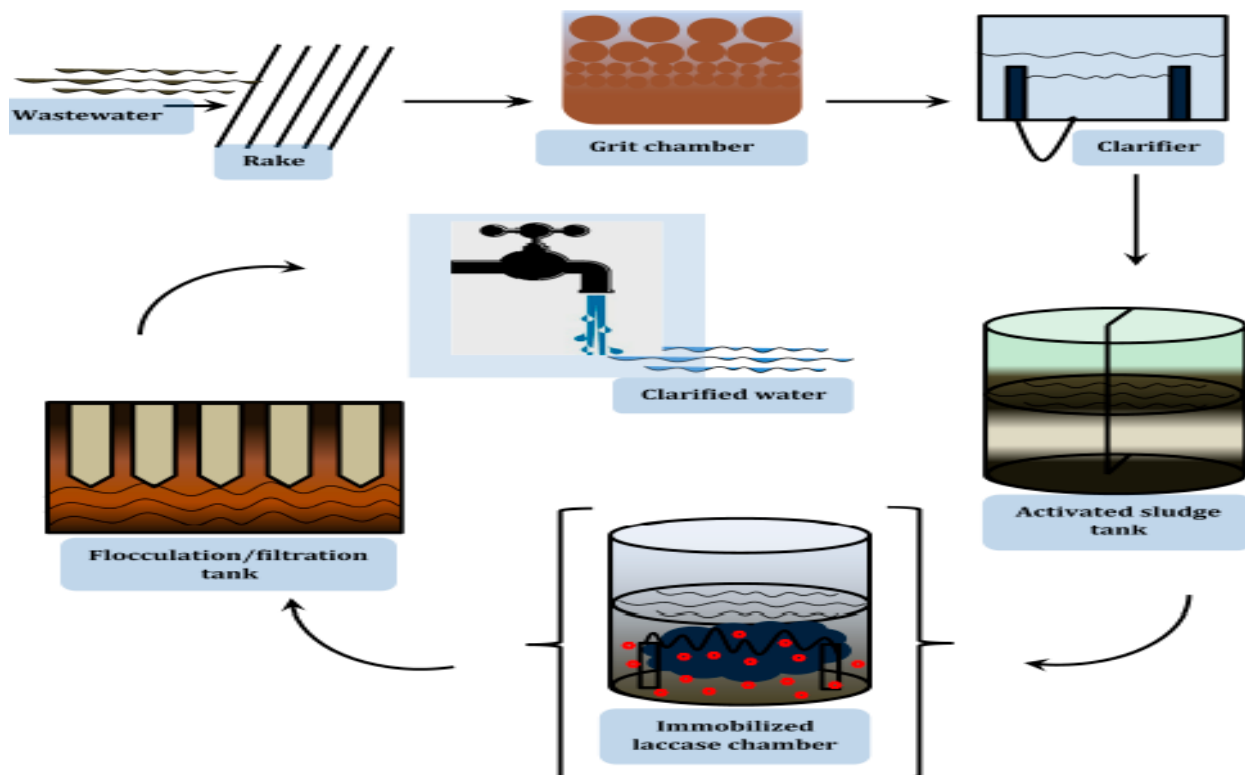 Wastewater
Rake
Grit chamber
Clarifier
Clarified water
Activated sludge
tank
Flocculation/filtration
tank
Immobilized
laccase chamber